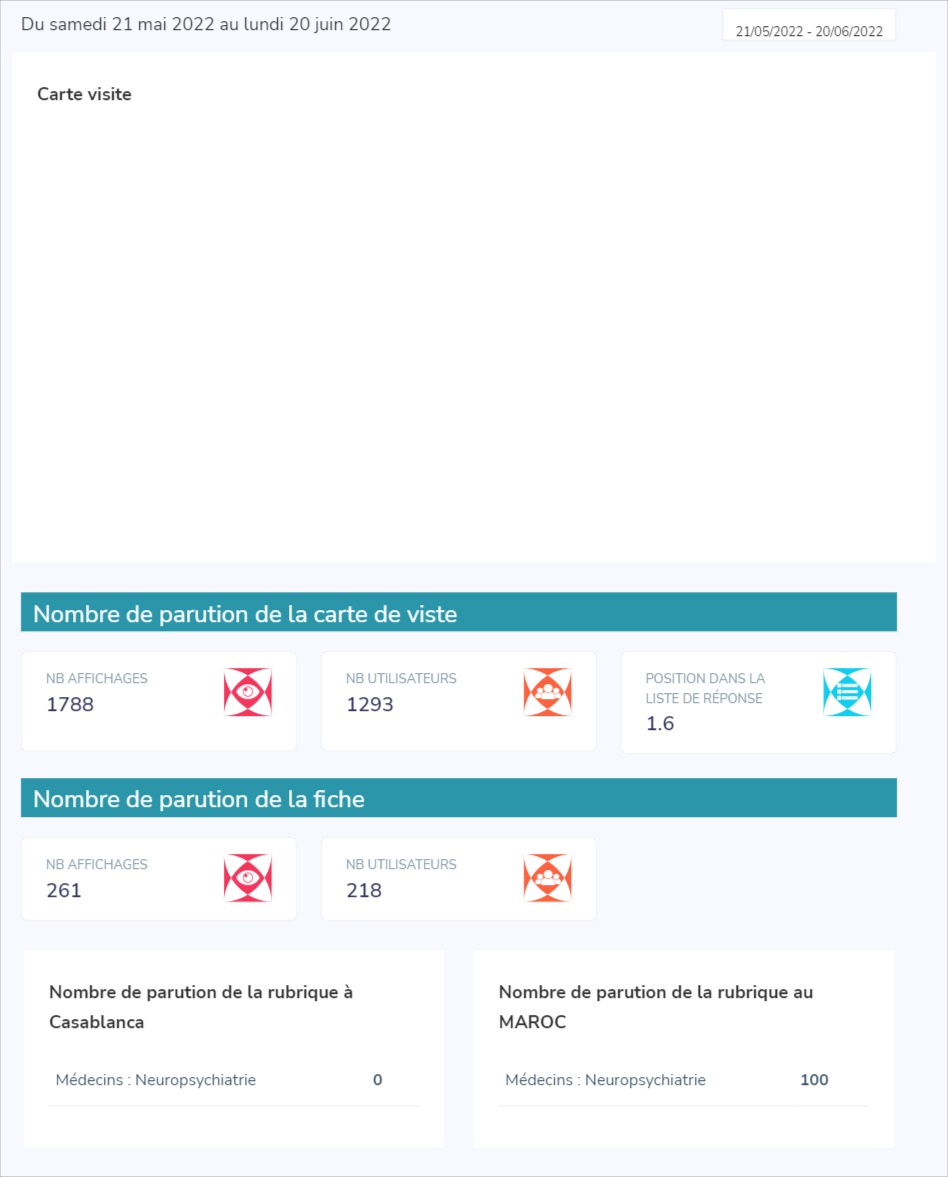 Du samedi 21 mai 2022 au lundi 20 juin 2022
21/05/2022 - 20/06/2022
Carte visite
Nombre de parution de la carte de viste
NB AFFICHAGES
1788
NB UTILISATEURS
1293
POSITION DANS LA
LISTE DE RÉPONSE
1.6
Nombre de parution de la fiche
NB AFFICHAGES
261
NB UTILISATEURS
218
Nombre de parution de la rubrique à
Casablanca
Médecins : Neuropsychiatrie 0
Nombre de parution de la rubrique au
MAROC
Médecins : Neuropsychiatrie 100